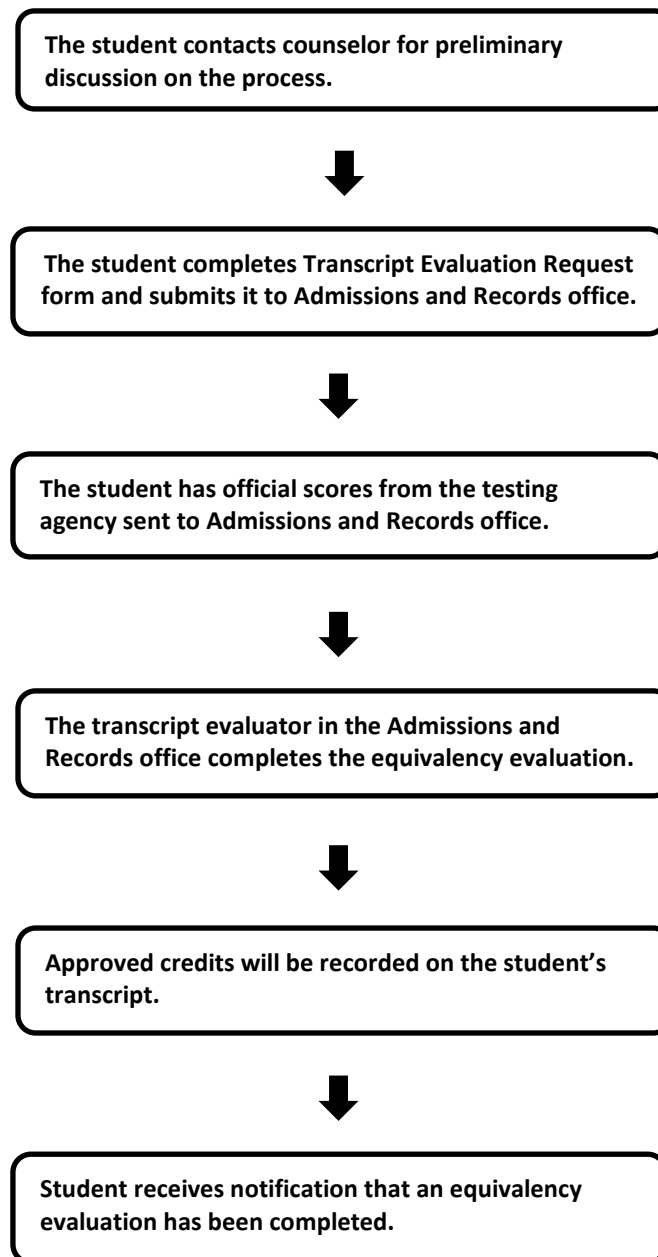 The student contacts counselor for preliminary
discussion on the process.
The student completes Transcript Evaluation Request
form and submits it to Admissions and Records office.
The student has official scores from the testing
agency sent to Admissions and Records office.
The transcript evaluator in the Admissions and
Records office completes the equivalency evaluation.
Approved credits will be recorded on the student’s
transcript.
Student receives notification that an equivalency
evaluation has been completed.